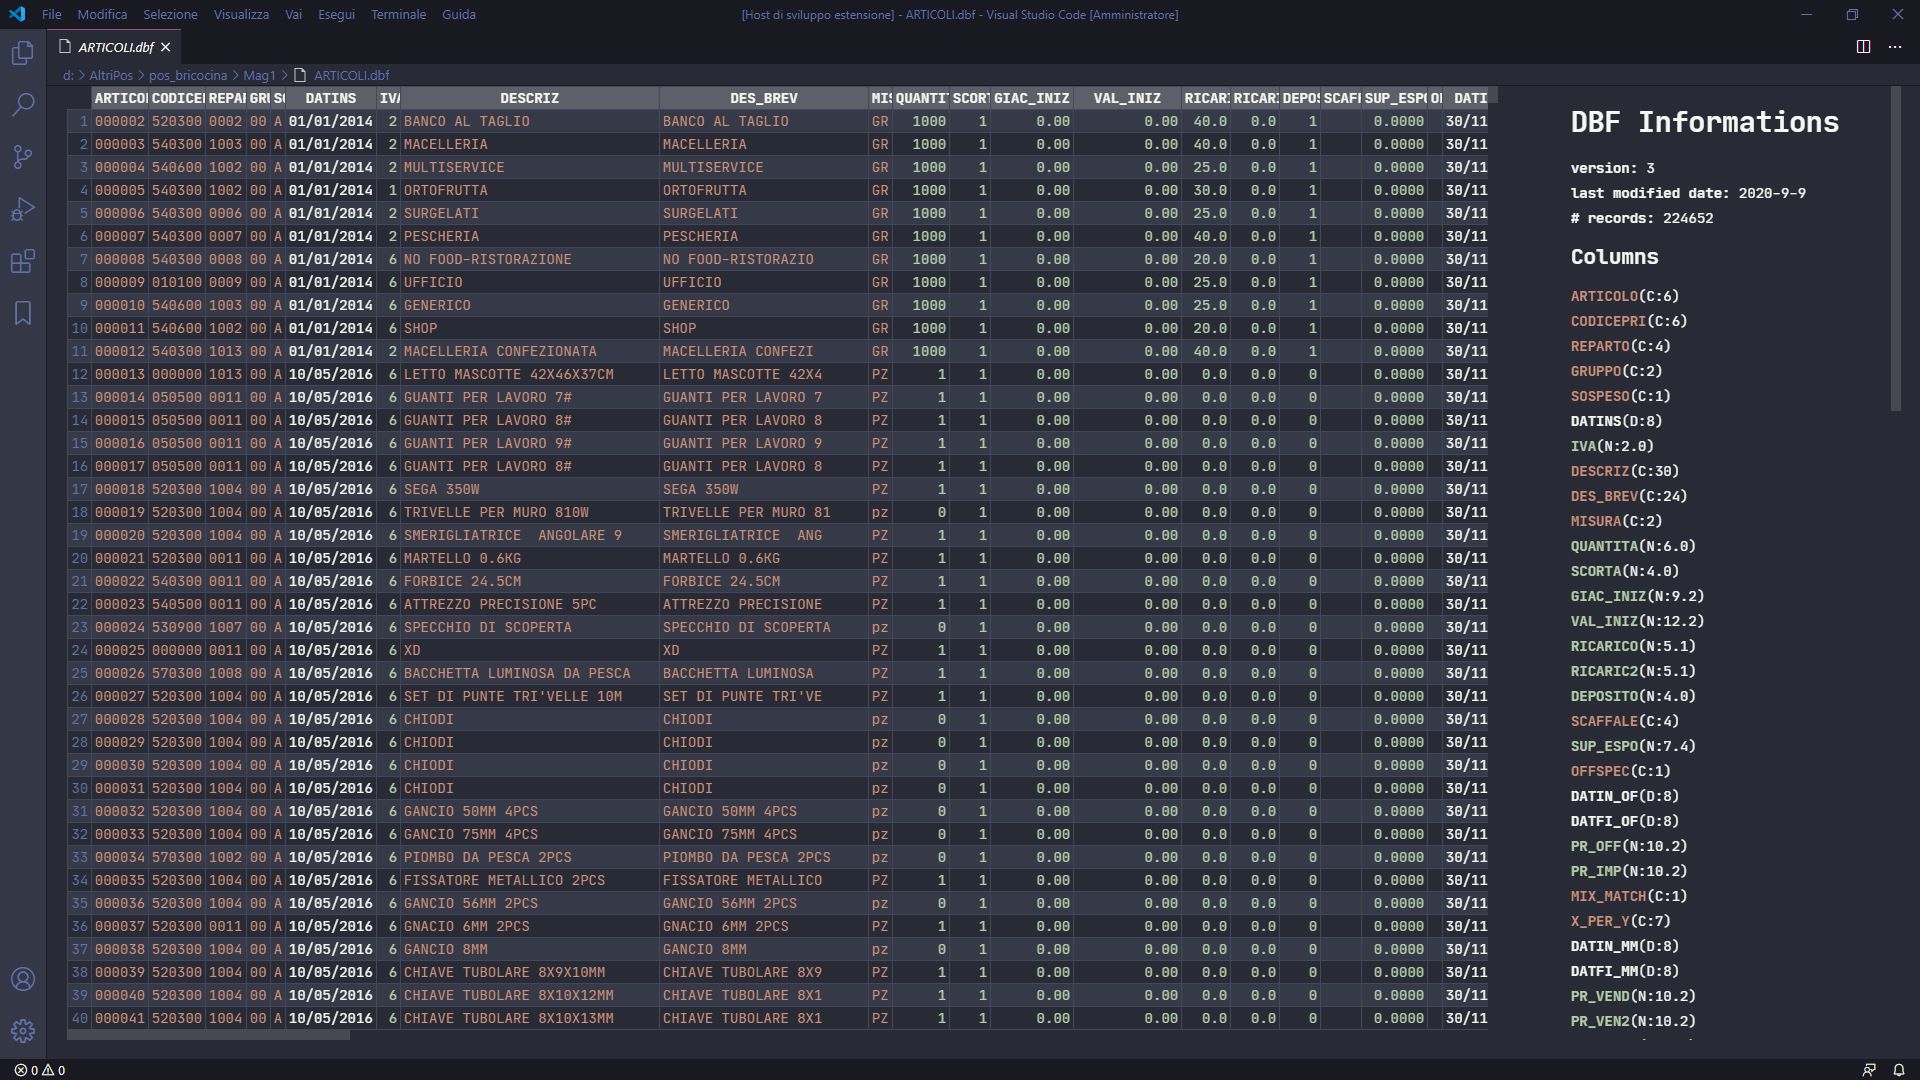 File Modifica Selezione Visualizza Vai Esegui Terminale Guida [Host di sviluppo estensione] - ARTICOLI.dbf - Visual Studio Code [Amministratore]
ARTICOLI.dbf
d: > AltriPos > pos_bricocina > Mag1 > ARTICOLI.dbf
DATINS DESCRIZ DES_BREV GIAC_INIZ VAL_INIZ
1 000002 520300 0002 00 A 01/01/2014 2 BANCO AL TAGLIO BANCO AL TAGLIO GR 1000 1 0.00 0.00 40.0 0.0 1 0.0000 30/11
2 000003 540300 1003 00 A 01/01/2014 2 MACELLERIA MACELLERIA GR 1000 1 0.00 0.00 40.0 0.0 1 0.0000 30/11
3 000004 540600 1002 00 A 01/01/2014 2 MULTISERVICE MULTISERVICE GR 1000 1 0.00 0.00 25.0 0.0 1 0.0000 30/11
4 000005 540300 1002 00 A 01/01/2014 1 ORTOFRUTTA ORTOFRUTTA GR 1000 1 0.00 0.00 30.0 0.0 1 0.0000 30/11
5 000006 540300 0006 00 A 01/01/2014 2 SURGELATI SURGELATI GR 1000 1 0.00 0.00 25.0 0.0 1 0.0000 30/11
6 000007 540300 0007 00 A 01/01/2014 2 PESCHERIA PESCHERIA GR 1000 1 0.00 0.00 40.0 0.0 1 0.0000 30/11
7 000008 540300 0008 00 A 01/01/2014 6 NO FOOD-RISTORAZIONE NO FOOD-RISTORAZIO GR 1000 1 0.00 0.00 20.0 0.0 1 0.0000 30/11
8 000009 010100 0009 00 A 01/01/2014 6 UFFICIO UFFICIO GR 1000 1 0.00 0.00 25.0 0.0 1 0.0000 30/11
9 000010 540600 1003 00 A 01/01/2014 6 GENERICO GENERICO GR 1000 1 0.00 0.00 25.0 0.0 1 0.0000 30/11
10 000011 540600 1002 00 A 01/01/2014 6 SHOP SHOP GR 1000 1 0.00 0.00 20.0 0.0 1 0.0000 30/11
11 000012 540300 1013 00 A 01/01/2014 2 MACELLERIA CONFEZIONATA MACELLERIA CONFEZI GR 1000 1 0.00 0.00 40.0 0.0 1 0.0000 30/11
12 000013 000000 1013 00 A 10/05/2016 6 LETTO MASCOTTE 42X46X37CM LETTO MASCOTTE 42X4 PZ 1 1 0.00 0.00 0.0 0.0 0 0.0000 30/11
13 000014 050500 0011 00 A 10/05/2016 6 GUANTI PER LAVORO 7# GUANTI PER LAVORO 7 PZ 1 1 0.00 0.00 0.0 0.0 0 0.0000 30/11
14 000015 050500 0011 00 A 10/05/2016 6 GUANTI PER LAVORO 8# GUANTI PER LAVORO 8 PZ 1 1 0.00 0.00 0.0 0.0 0 0.0000 30/11
15 000016 050500 0011 00 A 10/05/2016 6 GUANTI PER LAVORO 9# GUANTI PER LAVORO 9 PZ 1 1 0.00 0.00 0.0 0.0 0 0.0000 30/11
16 000017 050500 0011 00 A 10/05/2016 6 GUANTI PER LAVORO 8# GUANTI PER LAVORO 8 PZ 1 1 0.00 0.00 0.0 0.0 0 0.0000 30/11
17 000018 520300 1004 00 A 10/05/2016 6 SEGA 350W SEGA 350W PZ 1 1 0.00 0.00 0.0 0.0 0 0.0000 30/11
18 000019 520300 1004 00 A 10/05/2016 6 TRIVELLE PER MURO 810W TRIVELLE PER MURO 81 pz 0 1 0.00 0.00 0.0 0.0 0 0.0000 30/11
19 000020 520300 1004 00 A 10/05/2016 6 SMERIGLIATRICE ANGOLARE 9 SMERIGLIATRICE ANG PZ 1 1 0.00 0.00 0.0 0.0 0 0.0000 30/11
20 000021 520300 0011 00 A 10/05/2016 6 MARTELLO 0.6KG MARTELLO 0.6KG PZ 1 1 0.00 0.00 0.0 0.0 0 0.0000 30/11
21 000022 540300 0011 00 A 10/05/2016 6 FORBICE 24.5CM FORBICE 24.5CM PZ 1 1 0.00 0.00 0.0 0.0 0 0.0000 30/11
22 000023 540500 0011 00 A 10/05/2016 6 ATTREZZO PRECISIONE 5PC ATTREZZO PRECISIONE PZ 1 1 0.00 0.00 0.0 0.0 0 0.0000 30/11
23 000024 530900 1007 00 A 10/05/2016 6 SPECCHIO DI SCOPERTA SPECCHIO DI SCOPERTA pz 0 1 0.00 0.00 0.0 0.0 0 0.0000 30/11
24 000025 000000 0011 00 A 10/05/2016 6 XD XD PZ 1 1 0.00 0.00 0.0 0.0 0 0.0000 30/11
25 000026 570300 1008 00 A 10/05/2016 6 BACCHETTA LUMINOSA DA PESCA BACCHETTA LUMINOSA PZ 1 1 0.00 0.00 0.0 0.0 0 0.0000 30/11
26 000027 520300 1004 00 A 10/05/2016 6 SET DI PUNTE TRI'VELLE 10M SET DI PUNTE TRI'VE PZ 1 1 0.00 0.00 0.0 0.0 0 0.0000 30/11
27 000028 520300 1004 00 A 10/05/2016 6 CHIODI CHIODI pz 0 1 0.00 0.00 0.0 0.0 0 0.0000 30/11
28 000029 520300 1004 00 A 10/05/2016 6 CHIODI CHIODI pz 0 1 0.00 0.00 0.0 0.0 0 0.0000 30/11
29 000030 520300 1004 00 A 10/05/2016 6 CHIODI CHIODI pz 0 1 0.00 0.00 0.0 0.0 0 0.0000 30/11
30 000031 520300 1004 00 A 10/05/2016 6 CHIODI CHIODI pz 0 1 0.00 0.00 0.0 0.0 0 0.0000 30/11
31 000032 520300 1004 00 A 10/05/2016 6 GANCIO 50MM 4PCS GANCIO 50MM 4PCS pz 0 1 0.00 0.00 0.0 0.0 0 0.0000 30/11
32 000033 520300 1004 00 A 10/05/2016 6 GANCIO 75MM 4PCS GANCIO 75MM 4PCS pz 0 1 0.00 0.00 0.0 0.0 0 0.0000 30/11
33 000034 570300 1002 00 A 10/05/2016 6 PIOMBO DA PESCA 2PCS PIOMBO DA PESCA 2PCS pz 0 1 0.00 0.00 0.0 0.0 0 0.0000 30/11
34 000035 520300 1004 00 A 10/05/2016 6 FISSATORE METALLICO 2PCS FISSATORE METALLICO PZ 1 1 0.00 0.00 0.0 0.0 0 0.0000 30/11
35 000036 520300 1004 00 A 10/05/2016 6 GANCIO 56MM 2PCS GANCIO 56MM 2PCS pz 0 1 0.00 0.00 0.0 0.0 0 0.0000 30/11
36 000037 520300 0011 00 A 10/05/2016 6 GNACIO 6MM 2PCS GNACIO 6MM 2PCS PZ 1 1 0.00 0.00 0.0 0.0 0 0.0000 30/11
37 000038 520300 1004 00 A 10/05/2016 6 GANCIO 8MM GANCIO 8MM pz 0 1 0.00 0.00 0.0 0.0 0 0.0000 30/11
38 000039 520300 1004 00 A 10/05/2016 6 CHIAVE TUBOLARE 8X9X10MM CHIAVE TUBOLARE 8X9 PZ 1 1 0.00 0.00 0.0 0.0 0 0.0000 30/11
39 000040 520300 1004 00 A 10/05/2016 6 CHIAVE TUBOLARE 8X10X12MM CHIAVE TUBOLARE 8X1 PZ 1 1 0.00 0.00 0.0 0.0 0 0.0000 30/11
40 000041 520300 1004 00 A 10/05/2016 6 CHIAVE TUBOLARE 8X10X13MM CHIAVE TUBOLARE 8X1 PZ 1 1 0.00 0.00 0.0 0.0 0 0.0000 30/11
DBF Informations
version: 3
last modified date: 2020-9-9
# records: 224652
Columns
ARTICOLO(C:6)
CODICEPRI(C:6)
REPARTO(C:4)
GRUPPO(C:2)
SOSPESO(C:1)
DATINS(D:8)
IVA(N:2.0)
DESCRIZ(C:30)
DES_BREV(C:24)
MISURA(C:2)
QUANTITA(N:6.0)
SCORTA(N:4.0)
GIAC_INIZ(N:9.2)
VAL_INIZ(N:12.2)
RICARICO(N:5.1)
RICARIC2(N:5.1)
DEPOSITO(N:4.0)
SCAFFALE(C:4)
SUP_ESPO(N:7.4)
OFFSPEC(C:1)
DATIN_OF(D:8)
DATFI_OF(D:8)
PR_OFF(N:10.2)
PR_IMP(N:10.2)
MIX_MATCH(C:1)
X_PER_Y(C:7)
DATIN_MM(D:8)
DATFI_MM(D:8)
PR_VEND(N:10.2)
PR_VEN2(N:10.2)
0 0